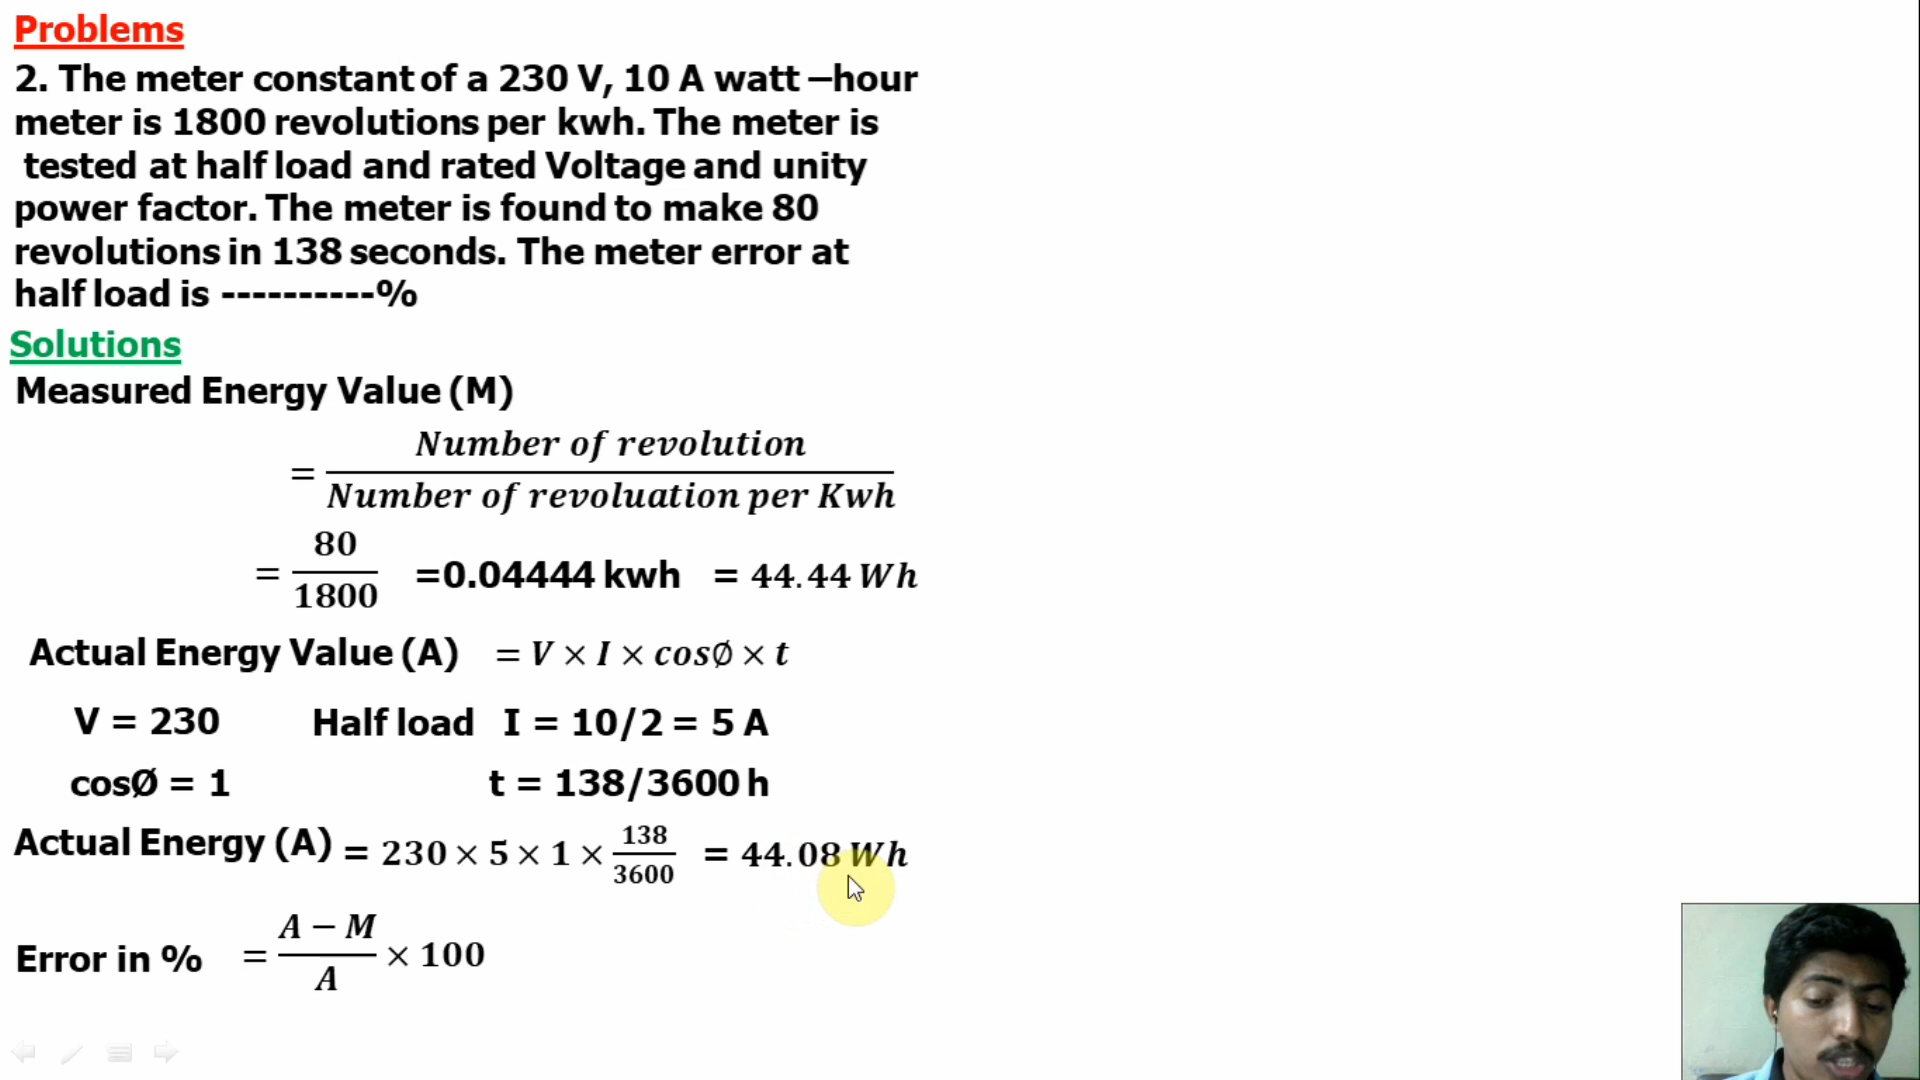 Problems
2. The meter constant of a 230 V, 10 A watt –hour
meter is 1800 revolutions per kwh. The meter is
tested at half load and rated Voltage and unity
power factor. The meter is found to make 80
revolutions in 138 seconds. The meter error at
half load is ----------%
Solutions
Measured Energy Value (M)
= Number of revolution / Number of revoluation per Kwh
= 80/1800 =0.04444 kwh = 44.44 Wh
Actual Energy Value (A) = V × I × cosØ × t
V = 230 Half load I = 10/2 = 5 A
cosØ = 1 t = 138/3600 h
Actual Energy (A) = 230 × 5 × 1 × 138/3600 = 44.08 Wh
Error in % = A − M / A × 100